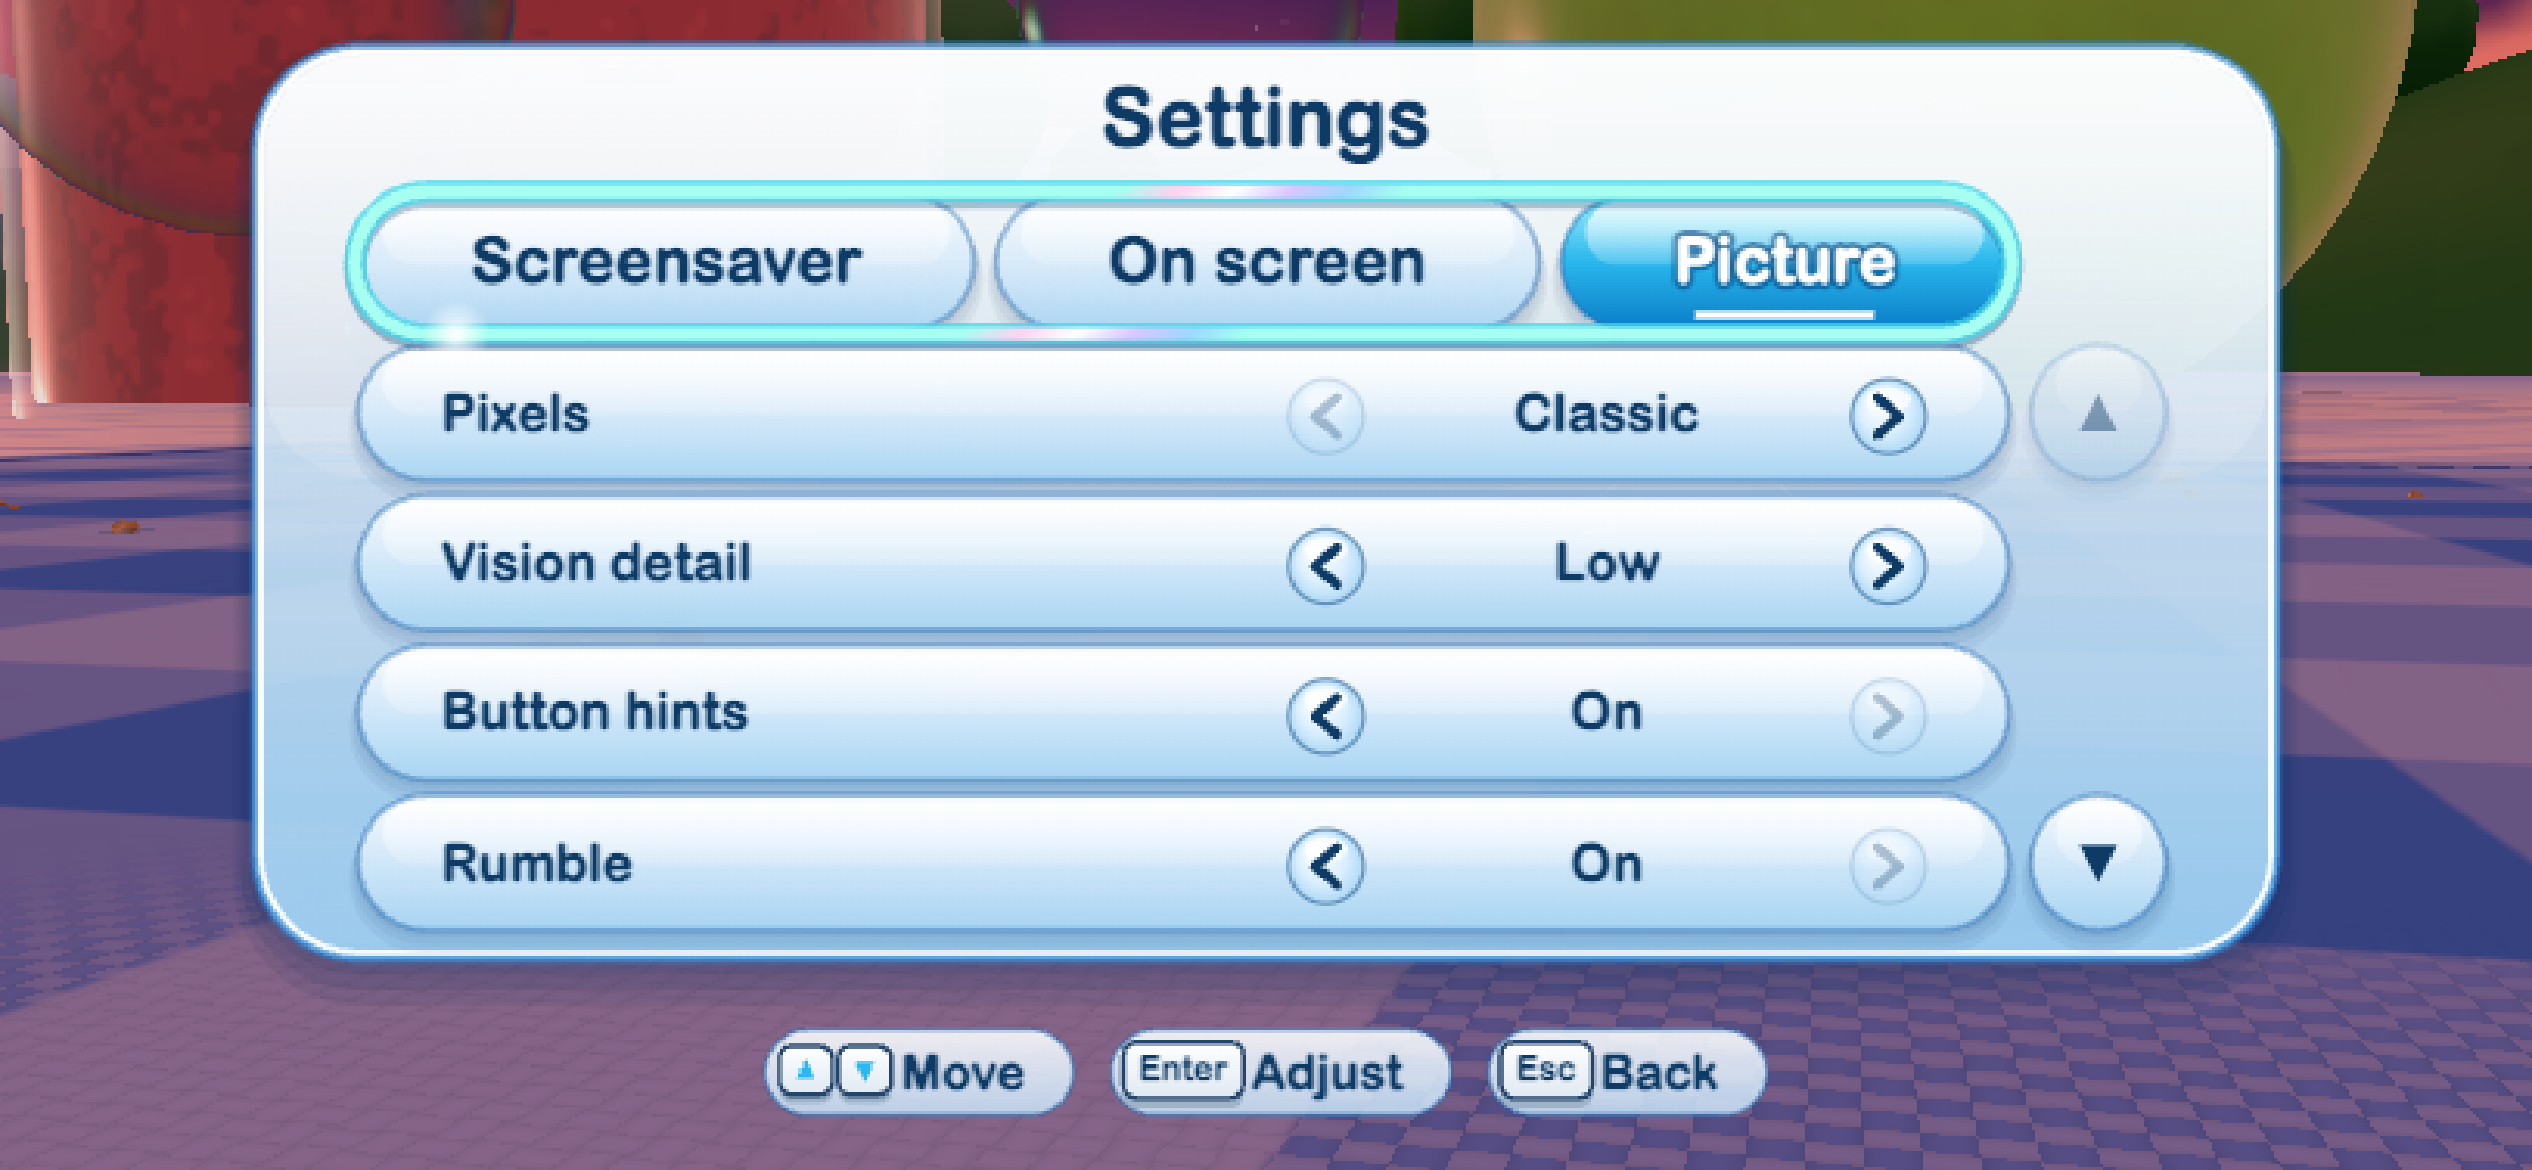 Settings
Screensaver On screen Picture
Pixels Classic
Vision detail Low
Button hints On
Rumble On
Move Enter Adjust Esc Back